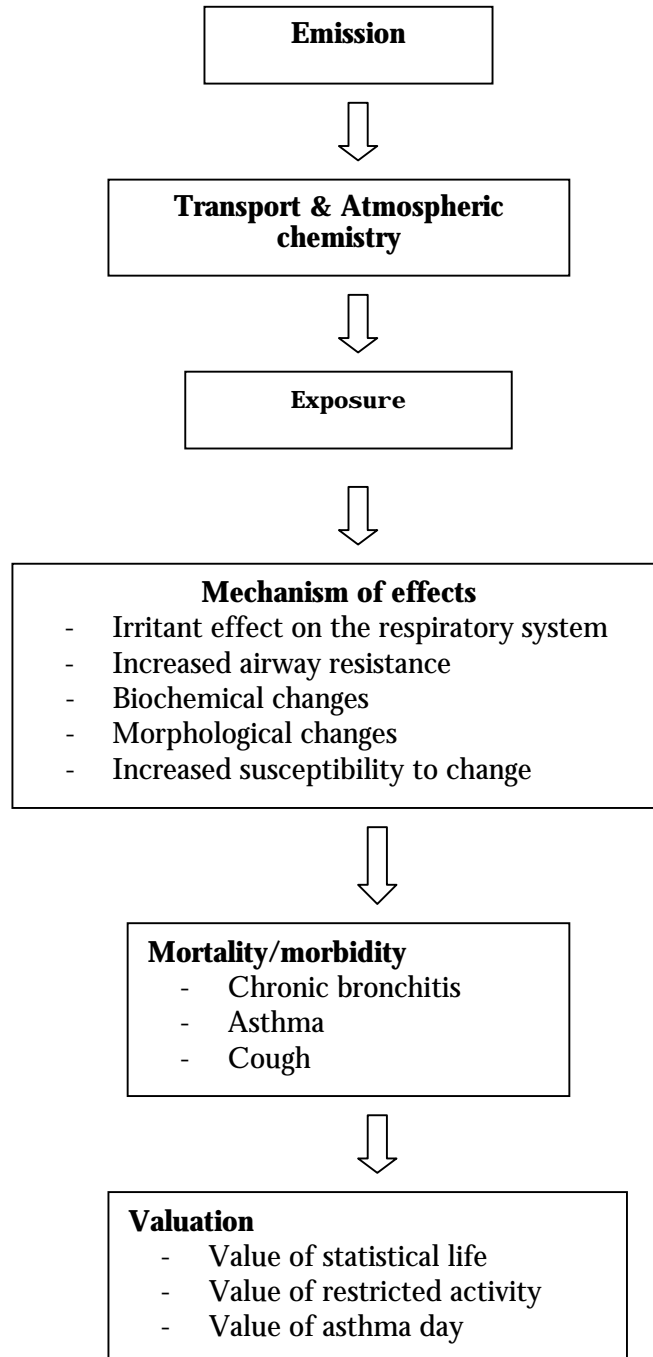 Emission
Transport & Atmospheric
chemistry
Exposure
Mechanism of effects
- Irritant effect on the respiratory system
- Increased airway resistance
- Biochemical changes
- Morphological changes
- Increased susceptibility to change
Mortality/morbidity
- Chronic bronchitis
- Asthma
- Cough
Valuation
- Value of statistical life
- Value of restricted activity
- Value of asthma day